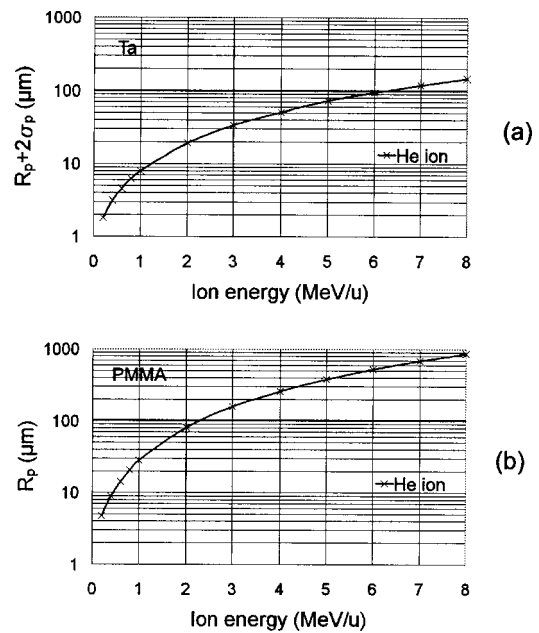 1000
Ta
100
10
1
Rp+2σp (μm)
He ion
(a)
0 1 2 3 4 5 6 7 8
Ion energy (MeV/u)
1000
PMMA
100
10
1
Rp (μm)
He ion
(b)
0 1 2 3 4 5 6 7 8
Ion energy (MeV/u)